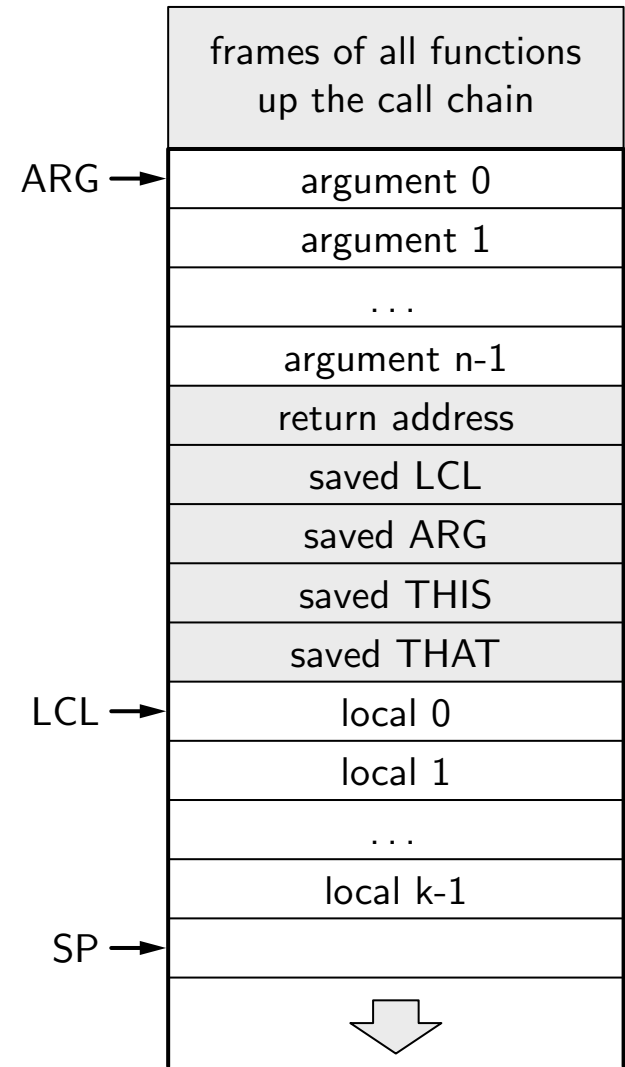 frames of all functions
up the call chain
ARG
argument 0
argument 1
...
argument n-1
return address
saved LCL
saved ARG
saved THIS
saved THAT
LCL
local 0
local 1
...
local k-1
SP